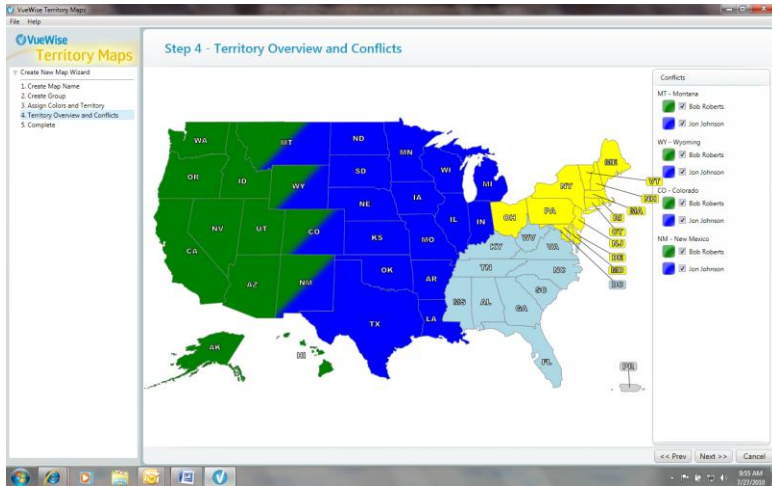 VueWise Territory Maps
File Help
VueWise
Territory Maps
Create New Map Wizard
1. Create Map Name
2. Create Group
3. Assign Colors and Territory
4. Territory Overview and Conflicts
5. Complete
Step 4 - Territory Overview and Conflicts
WA
OR
ID
NV
UT
CA
AZ
AK
HI
MT
WY
CO
NM
ND
SD
NE
KS
OK
TX
MN
IA
MO
AR
LA
WI
IL
MI
IN
OH
PA
NY
ME
VT
NH
MA
RI
CT
NJ
DE
MD
DC
KY
WV
VA
TN
NC
SC
MS
AL
GA
FL
PR
Conflicts
MT - Montana
Bob Roberts
Jon Johnson
WY - Wyoming
Bob Roberts
Jon Johnson
CO - Colorado
Bob Roberts
Jon Johnson
NM - New Mexico
Bob Roberts
Jon Johnson
<< Prev Next >> Cancel
9:55 AM
7/27/2010